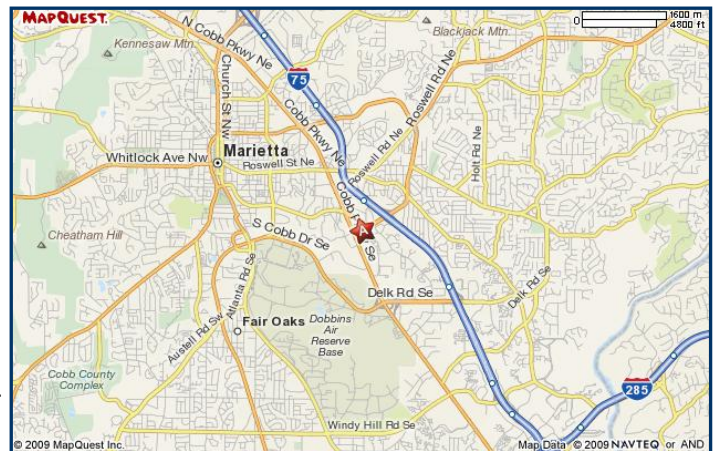 MAPQUEST.
0 1600 m
4800 ft
N Cobb Pkwy Ne
Blackjack Mtn.
Kennesaw Mtn.
Church St Nw
75
Cobb Pkwy Ne
Roswell Rd Ne
Holt Rd Ne
Marietta
Whitlock Ave Nw
Roswell St Ne
Roswell Rd Ne
Cheatham Hill
S Cobb Dr Se
A
Delk Rd Se
Delk Rd Se
Atlanta Rd Se
Austell Rd Sw
Fair Oaks
Dobbins
Air
Reserve
Base
Cobb County
Complex
285
Windy Hill Rd Se
© 2009 MapQuest Inc.
Map Data © 2009 NAVTEQ or AND